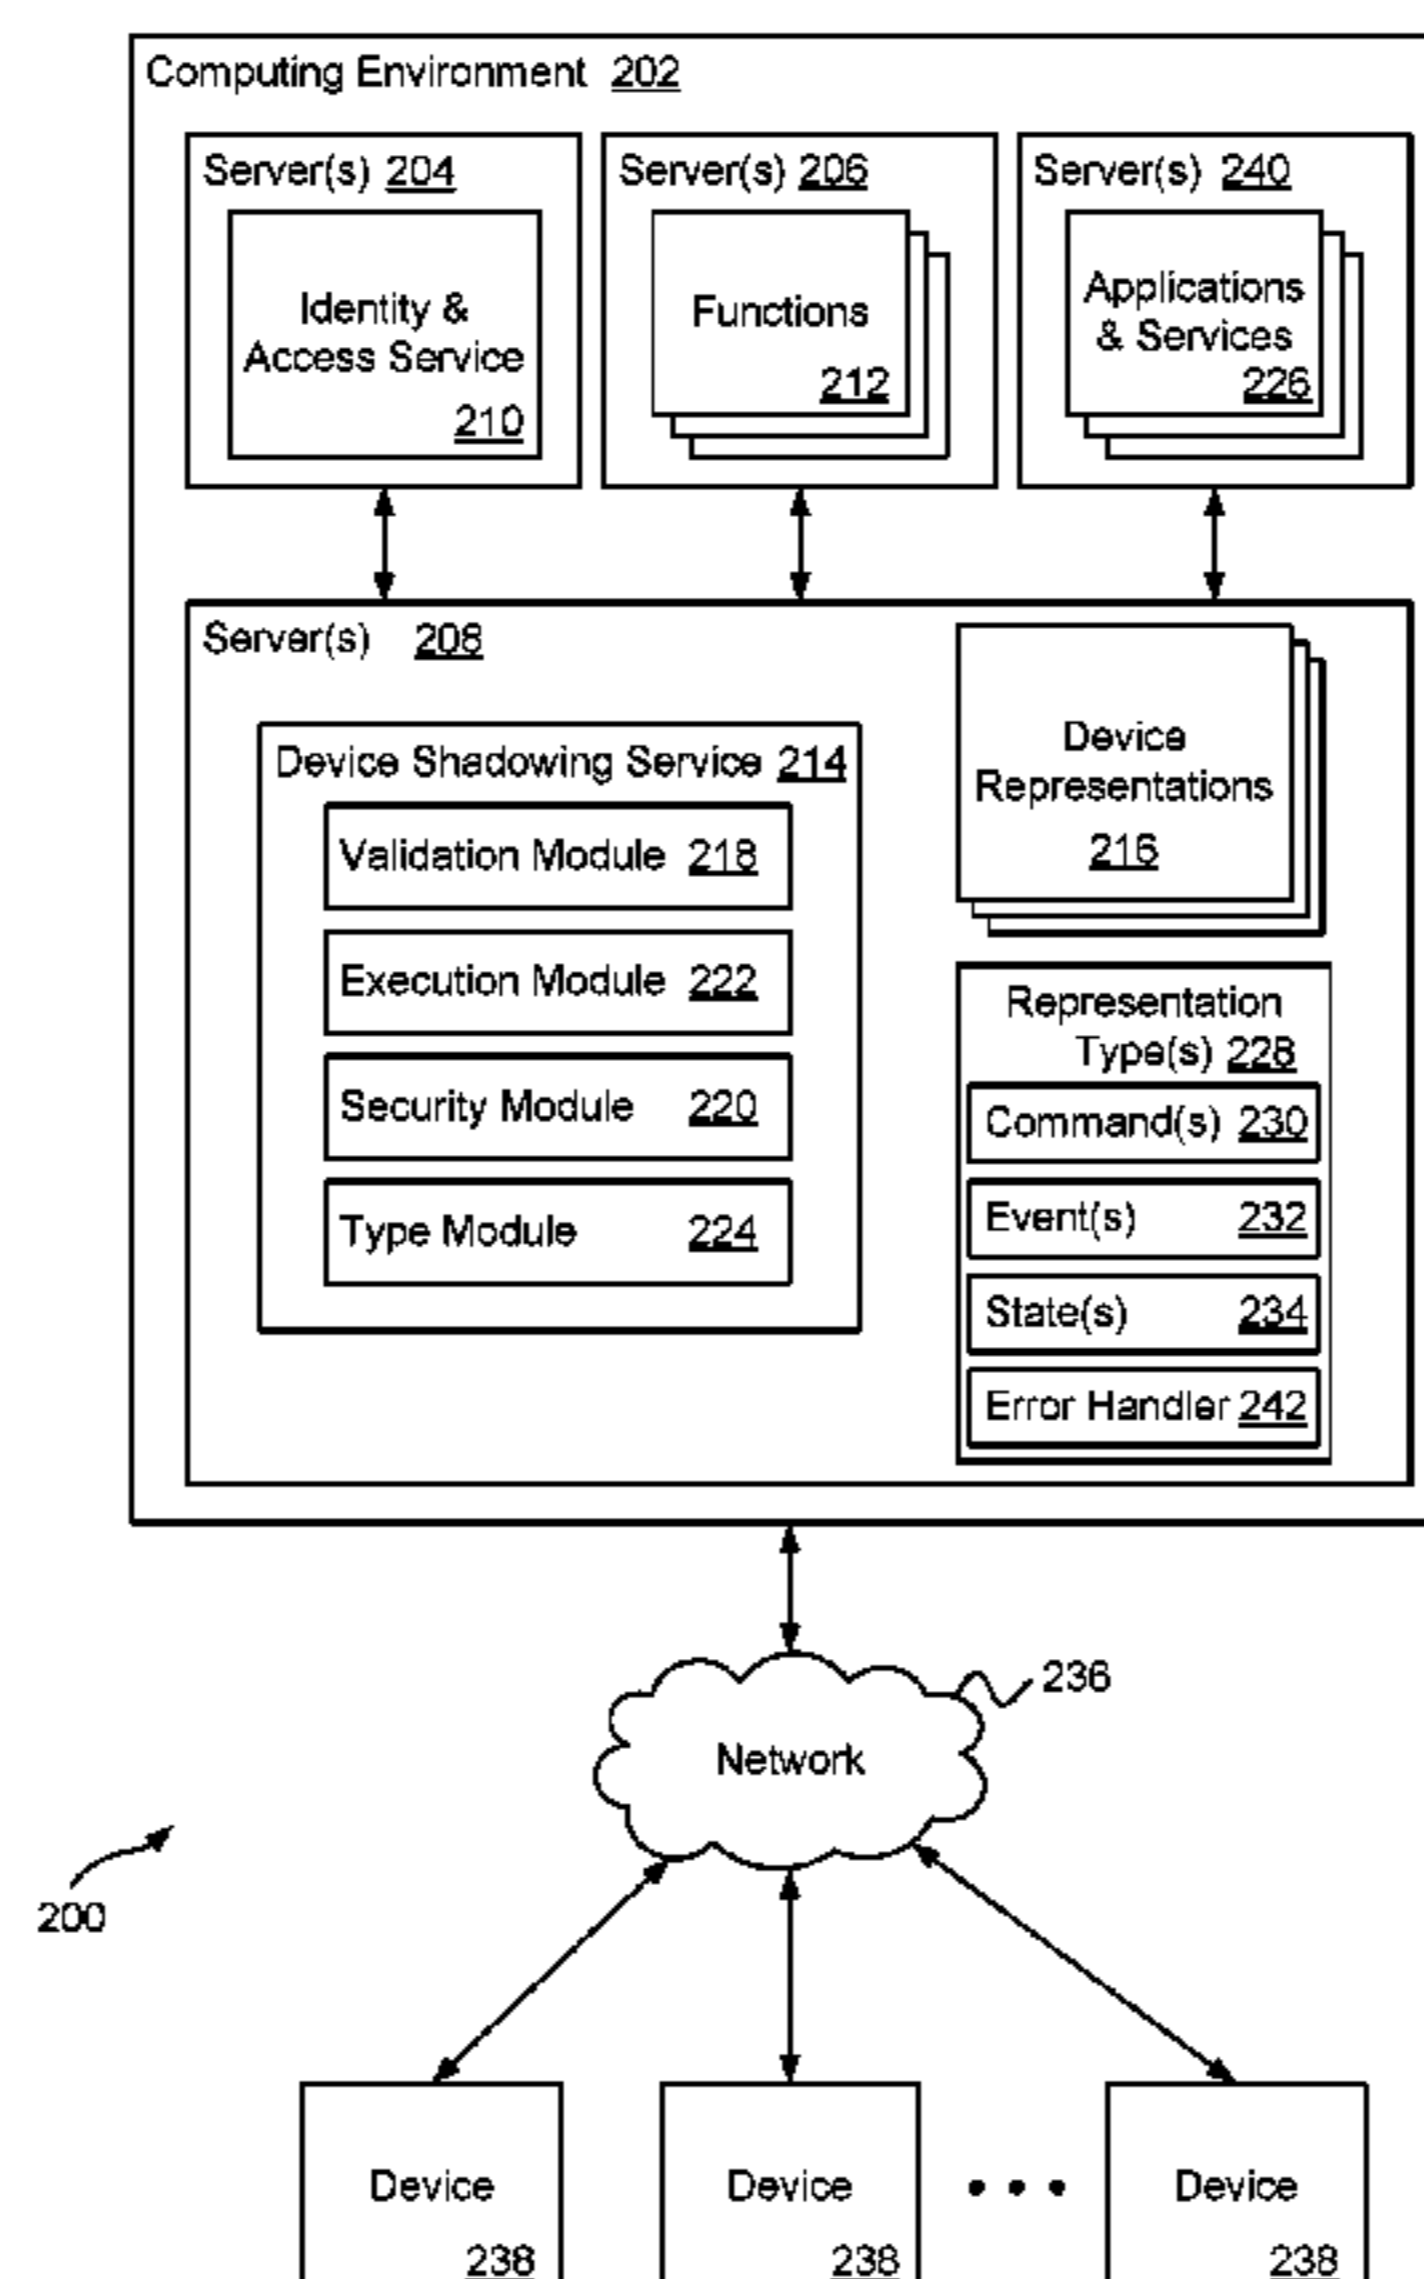 Computing Environment 202
Server(s) 204
Identity &
Access Service
210
Server(s) 206
Functions
212
Server(s) 240
Applications
& Services
226
Server(s) 208
Device Shadowing Service 214
Validation Module 218
Execution Module 222
Security Module 220
Type Module 224
Device
Representations
216
Representation
Type(s) 228
Command(s) 230
Event(s) 232
State(s) 234
Error Handler 242
236
Network
200
Device
238
Device
238
• • •
Device
238